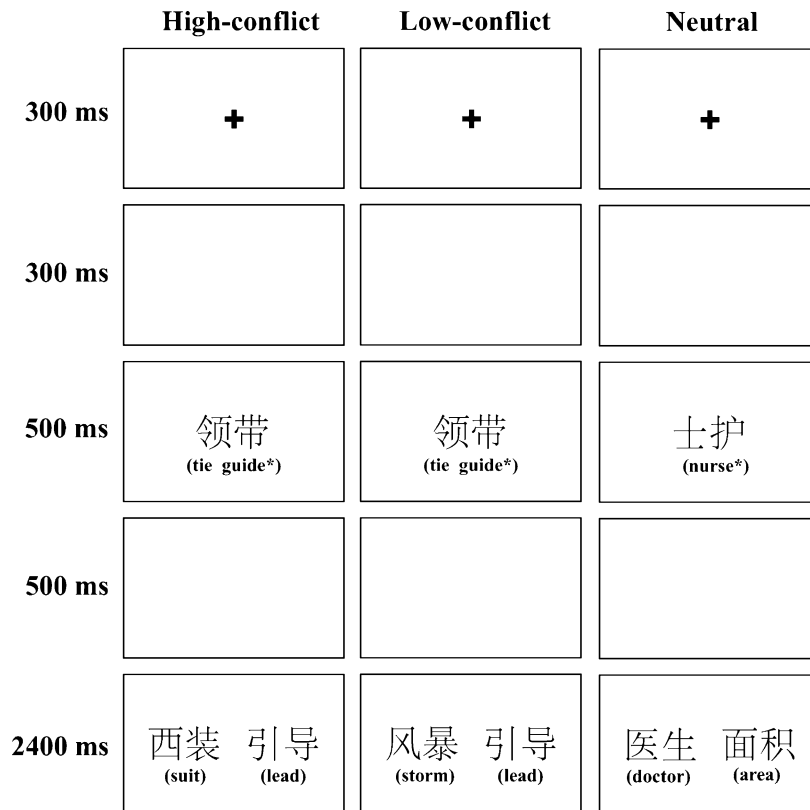 High-conflict Low-conflict Neutral
300 ms
300 ms
500 ms
领带 领带 士护
(tie guide*) (tie guide*) (nurse*)
500 ms
2400 ms
西装 引导 风暴 引导 医生 面积
(suit) (lead) (storm) (lead) (doctor) (area)